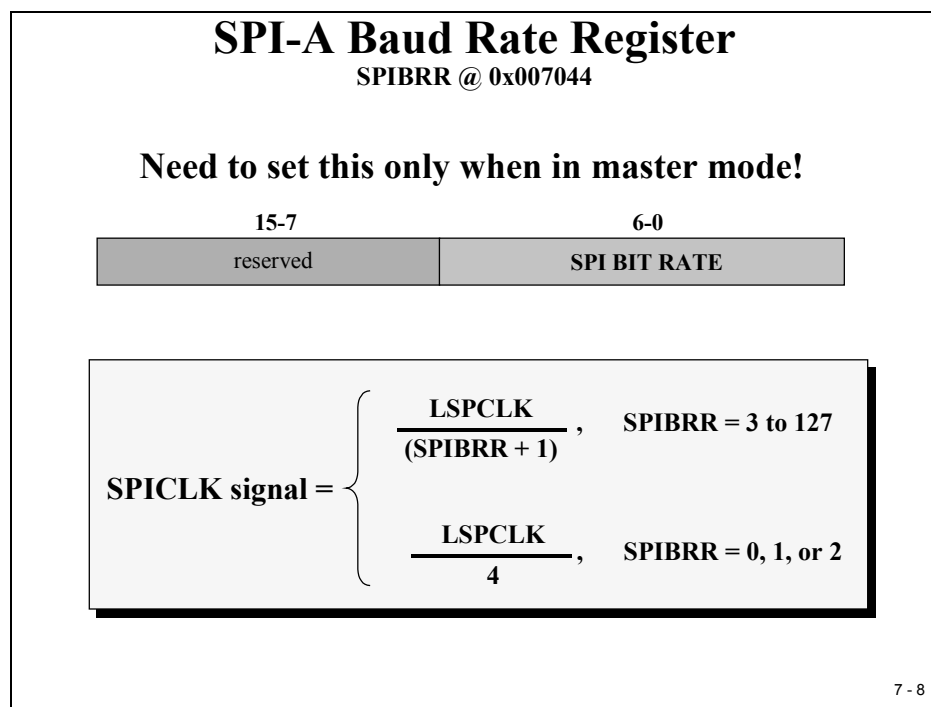 SPI-A Baud Rate Register
SPIBRR @ 0x007044
Need to set this only when in master mode!
15-7 6-0
reserved SPI BIT RATE
SPICLK signal =
LSPCLK
(SPIBRR + 1)
, SPIBRR = 3 to 127
LSPCLK
4
, SPIBRR = 0, 1, or 2
7 - 8